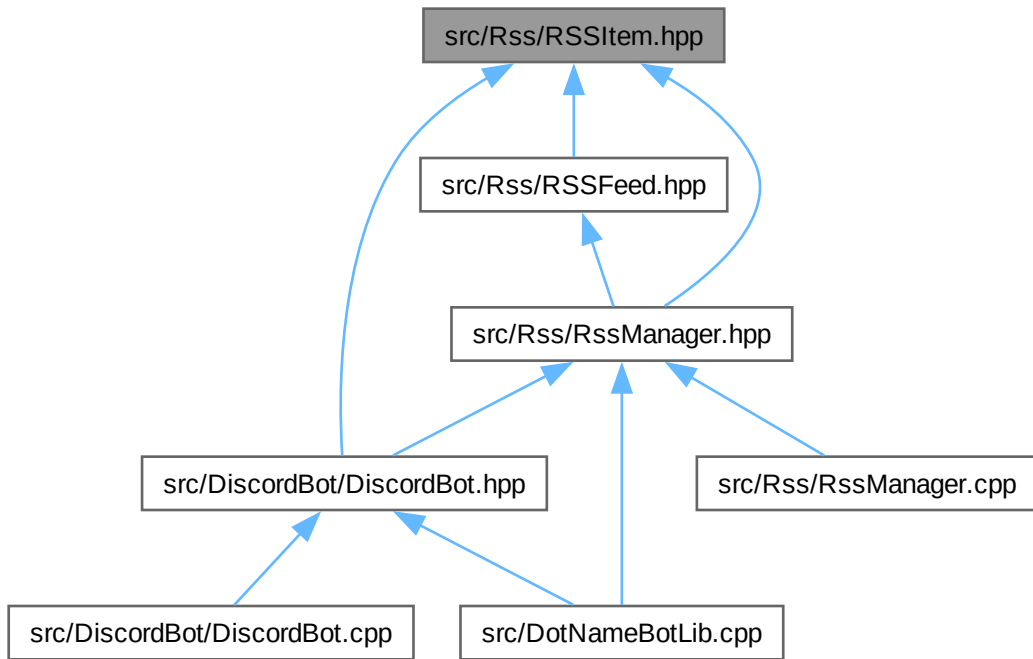 src/Rss/RSSItem.hpp
src/Rss/RSSFeed.hpp
src/Rss/RssManager.hpp
src/DiscordBot/DiscordBot.hpp
src/Rss/RssManager.cpp
src/DiscordBot/DiscordBot.cpp
src/DotNameBotLib.cpp